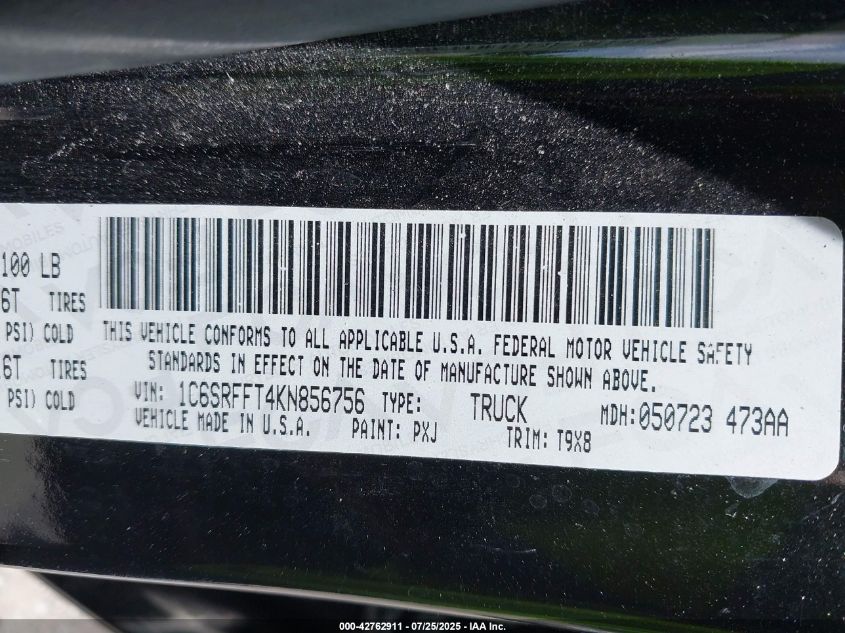 100 LB
6T TIRES
PSI) COLD
6T TIRES
PSI) COLD
THIS VEHICLE CONFORMS TO ALL APPLICABLE U.S.A. FEDERAL MOTOR VEHICLE SAFETY
STANDARDS IN EFFECT ON THE DATE OF MANUFACTURE SHOWN ABOVE.
VIN: 1C6SRFFT4KN856756 TYPE: TRUCK MDH:050723 473AA
VEHICLE MADE IN U.S.A. PAINT: PXJ TRIM: T9X8
000-42762911 - 07/25/2025 - IAA Inc.